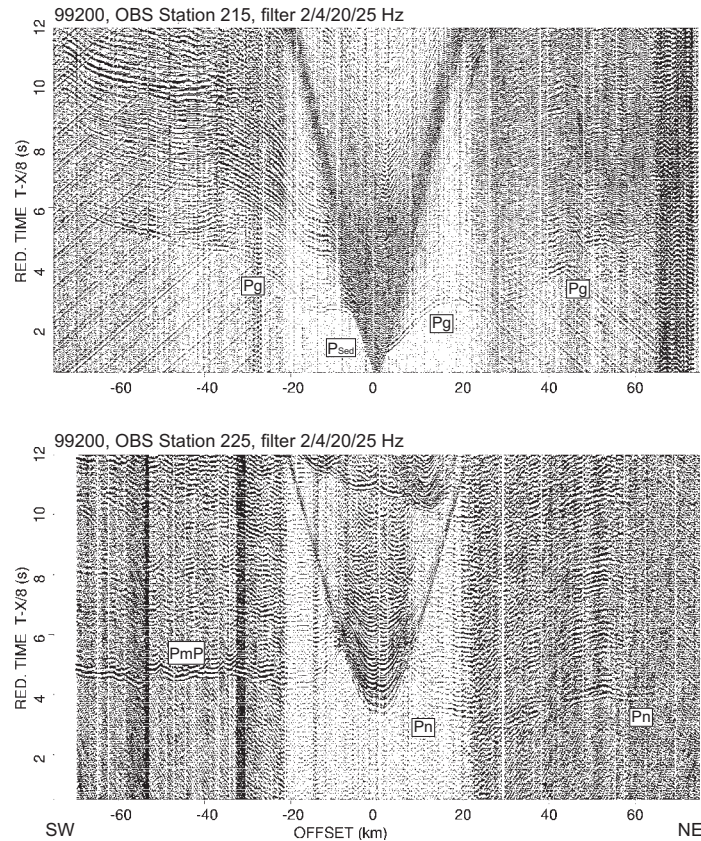 99200, OBS Station 215, filter 2/4/20/25 Hz
RED. TIME T-X/8 (s)
12
10
8
6
4
2
Pg
PSed
Pg
Pg
-60 -40 -20 0 20 40 60
99200, OBS Station 225, filter 2/4/20/25 Hz
RED. TIME T-X/8 (s)
12
10
8
6
4
2
PmP
Pn
Pn
-60 -40 -20 0 20 40 60
SW OFFSET (km) NE